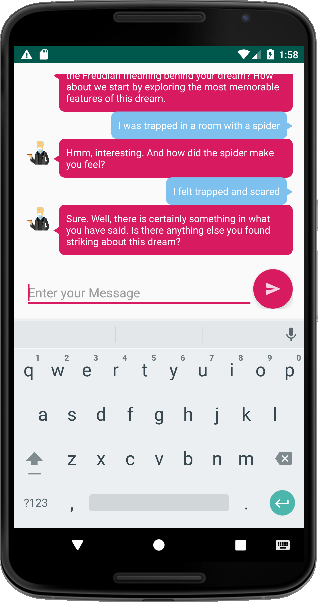 1:58
the Freudian meaning behind your dream? How
about we start by exploring the most memorable
features of this dream.
I was trapped in a room with a spider
Hmm, interesting. And how did the spider make
you feel?
I felt trapped and scared
Sure. Well, there is certainly something in what
you have said. Is there anything else you found
striking about this dream?
Enter your Message
1 2 3 4 5 6 7 8 9 0
q w e r t y u i o p
a s d f g h j k l
z x c v b n m
?123 , .